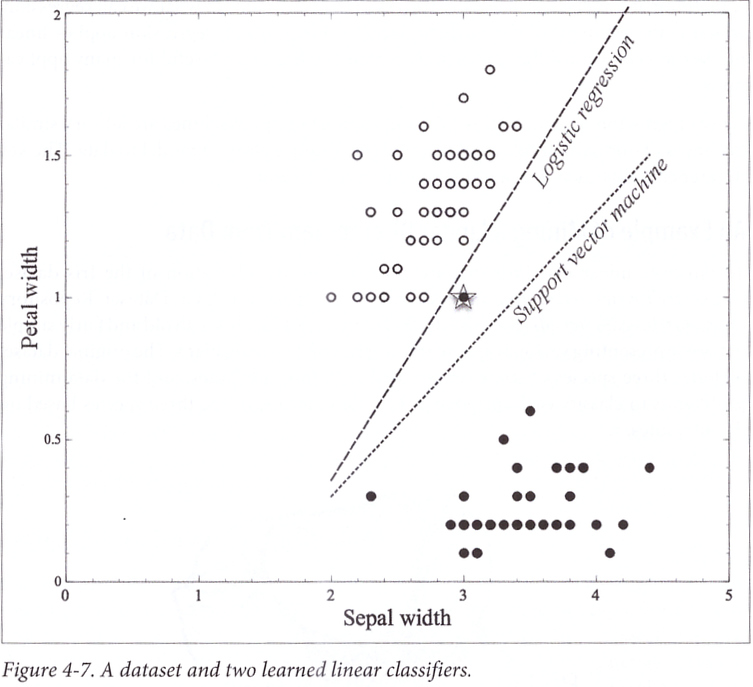 2
1.5
1
0.5
0
0
1
2
3
4
5
Petal width
Sepal width
Logistic regression
Support vector machine
Figure 4-7. A dataset and two learned linear classifiers.